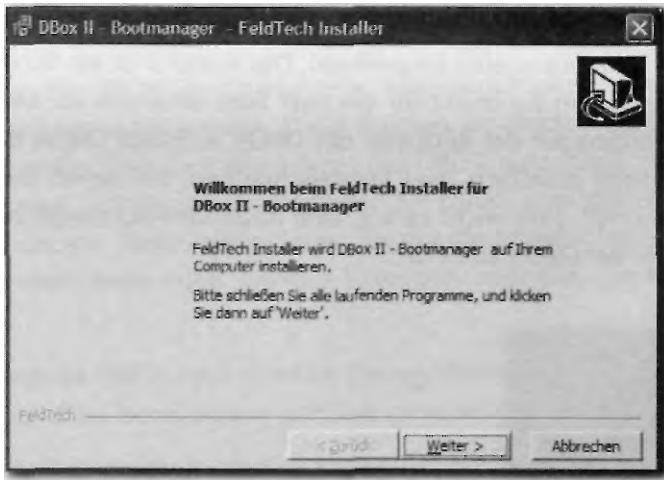 DBox II - Bootmanager - FeldTech Installer
Willkommen beim FeldTech Installer für
DBox II - Bootmanager
FeldTech Installer wird DBox II - Bootmanager auf Ihrem
Computer installieren.
Bitte schließen Sie alle laufenden Programme, und klicken
Sie dann auf 'Weiter'.
FeldTech
< Zurück Weiter > Abbrechen